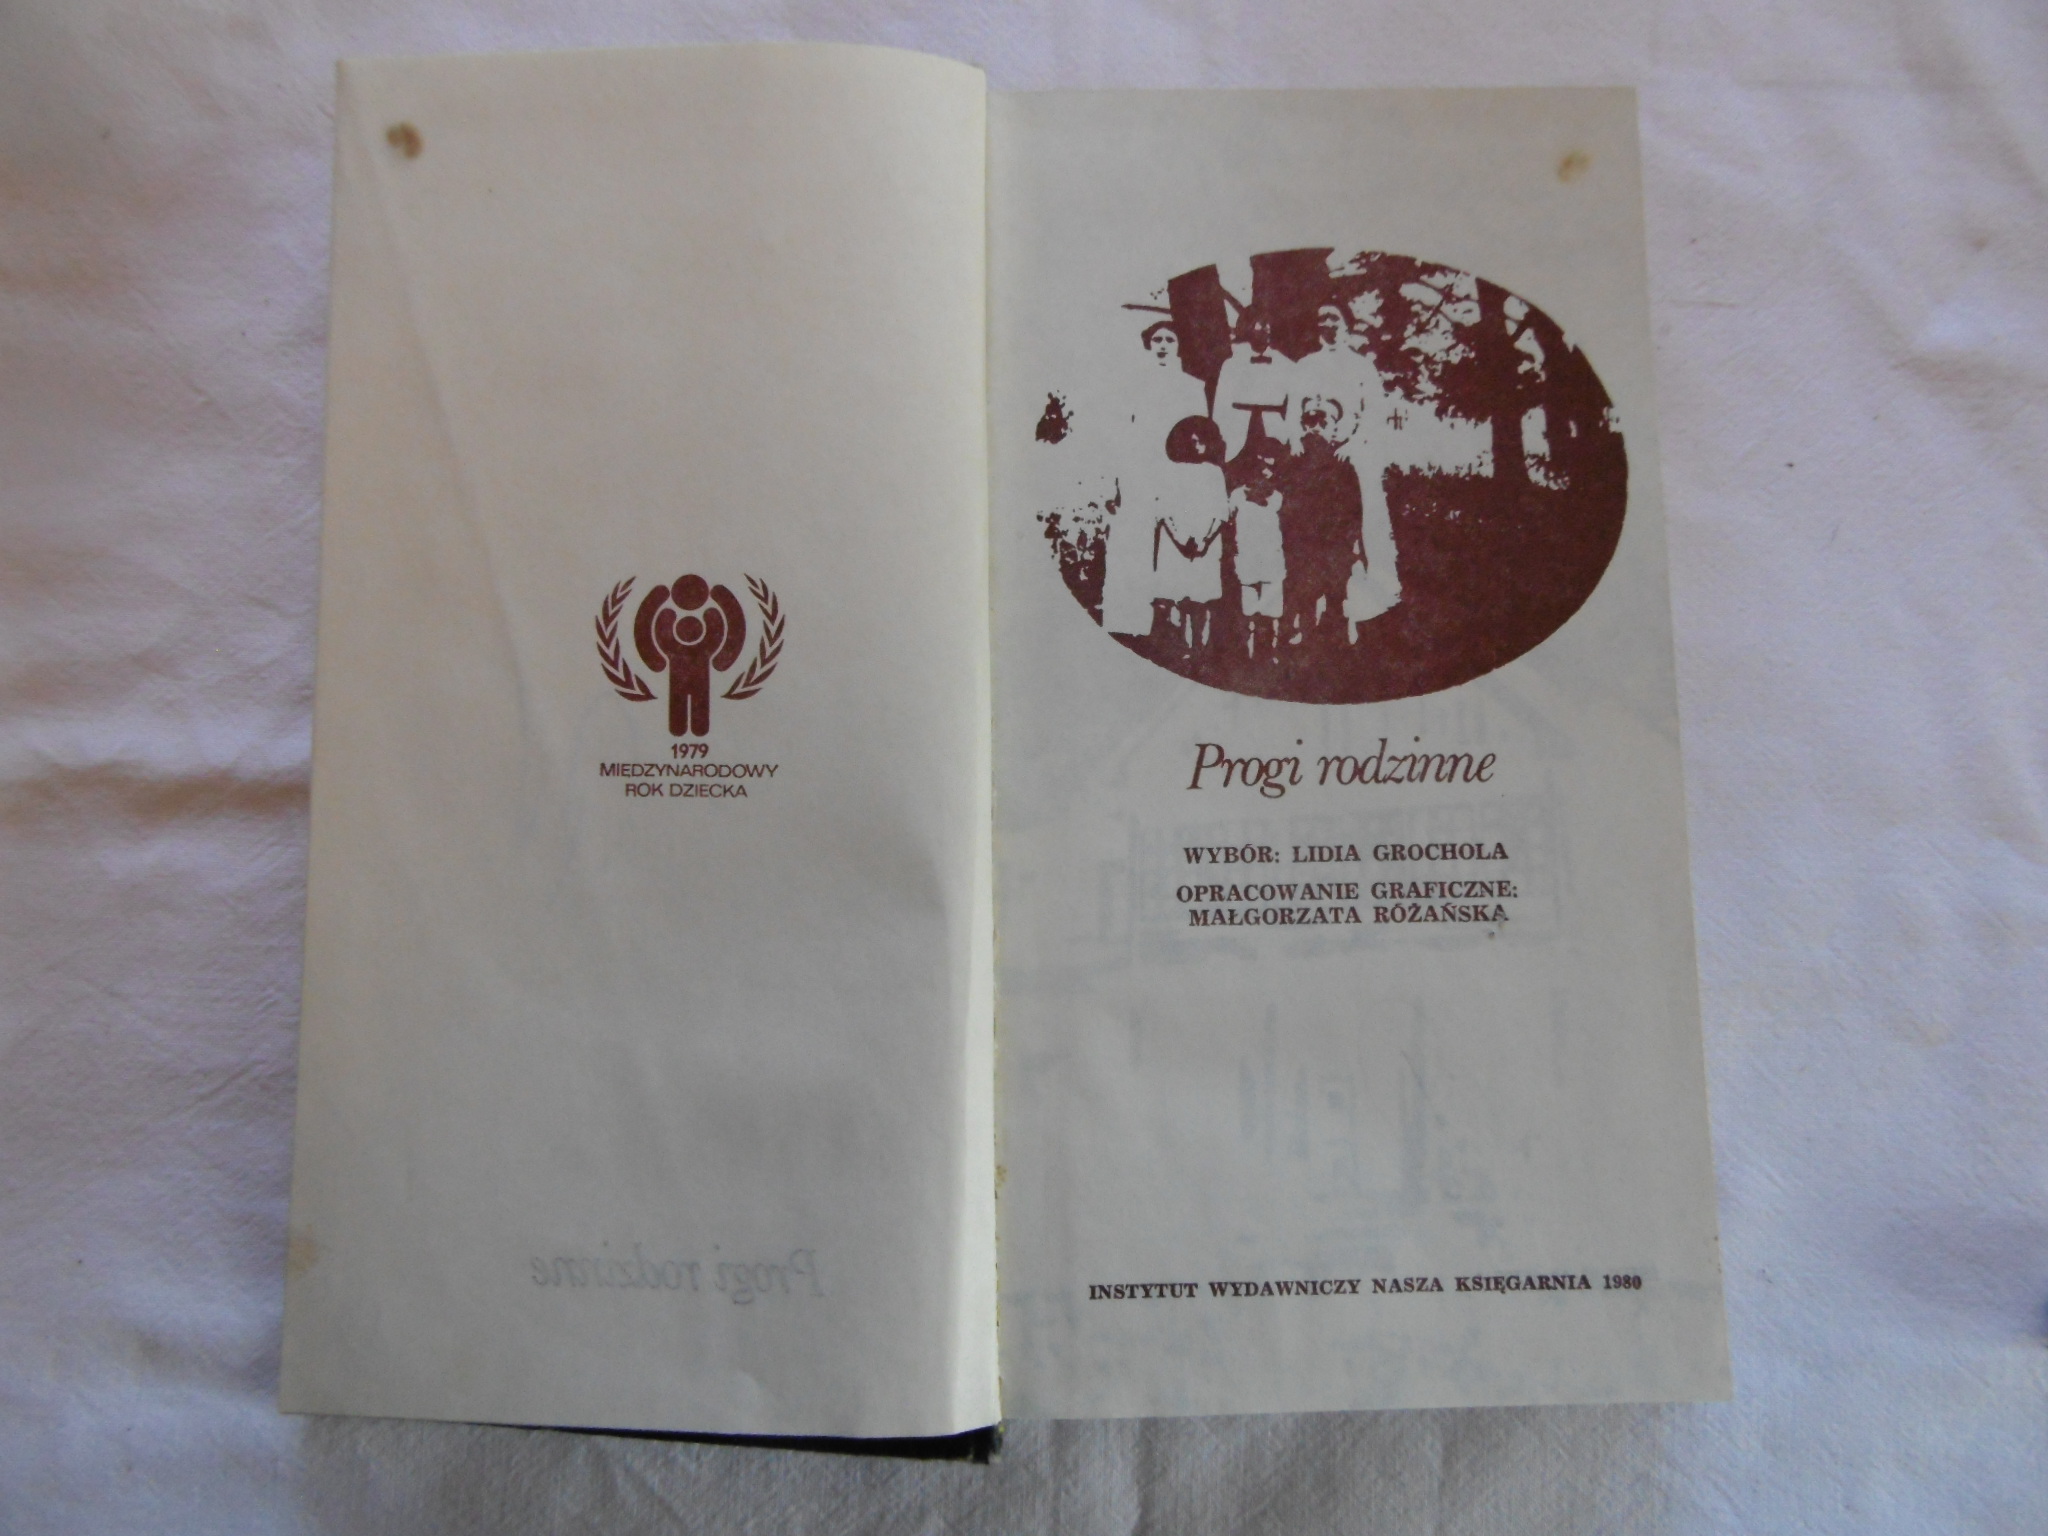 1979
MIĘDZYNARODOWY
ROK DZIECKA
Progi rodzinne
Progi rodzinne
WYBÓR: LIDIA GROCHOLA
OPRACOWANIE GRAFICZNE:
MAŁGORZATA RÓŻAŃSKA
INSTYTUT WYDAWNICZY NASZA KSIĘGARNIA 1980